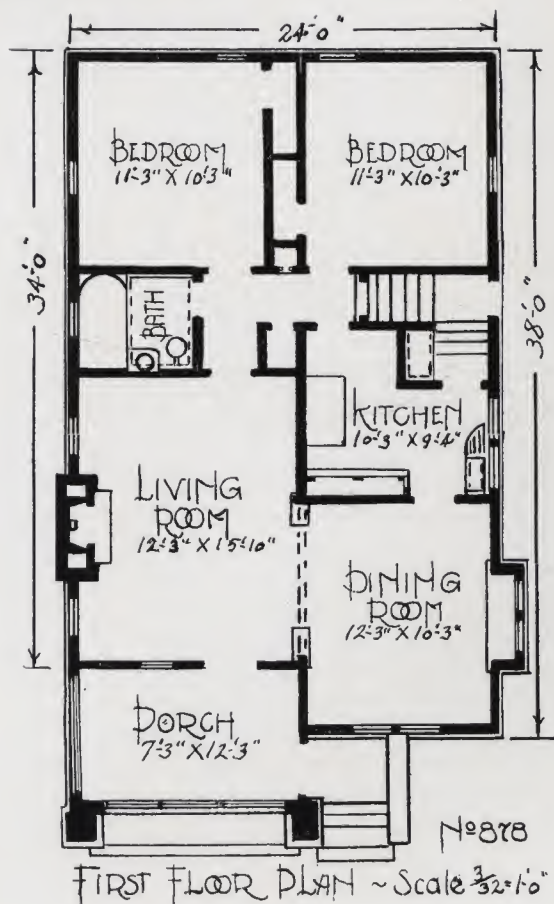 24'-0"
BEDROOM
11'-3" X 10'-3"
BEDROOM
11'-3" X 10'-3"
34'-0"
38'-0"
BATH
KITCHEN
10'-3" X 9'-4"
LIVING
ROOM
12'-3" X 15'-10"
DINING
ROOM
12'-3" X 10'-3"
PORCH
7'-3" X 12'-3"
Nº 878
FIRST FLOOR PLAN ~ Scale 3/32"=1'-0"